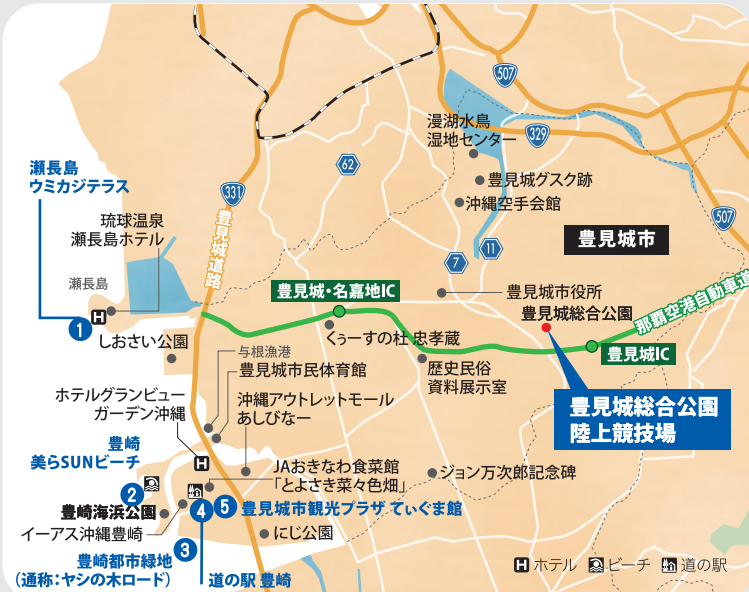 507
漫湖水鳥
湿地センター
329
62
瀬長島
ウミカジテラス
豊見城グスク跡
331
沖縄空手会館
507
琉球温泉
瀬長島ホテル
豊見城道路
豊見城市
7
11
瀬長島
豊見城・名嘉地IC
豊見城市役所
豊見城総合公園
那覇空港自動車道
H
1
しおさい公園
くぅーすの杜 忠孝蔵
豊見城IC
与根漁港
豊見城市民体育館
歴史民俗
資料展示室
ホテルグランビュー
ガーデン沖縄
沖縄アウトレットモール
あしびなー
豊見城総合公園
陸上競技場
豊崎
美らSUNビーチ
H
JAおきなわ食菜館
「とよさき菜々色畑」
ジョン万次郎記念碑
2
豊崎海浜公園
4
5
豊見城市観光プラザ てぃぐま館
イーアス沖縄豊崎
にじ公園
3
豊崎都市緑地
（通称：ヤシの木ロード）
道の駅 豊崎
H ホテル ビーチ 道の駅